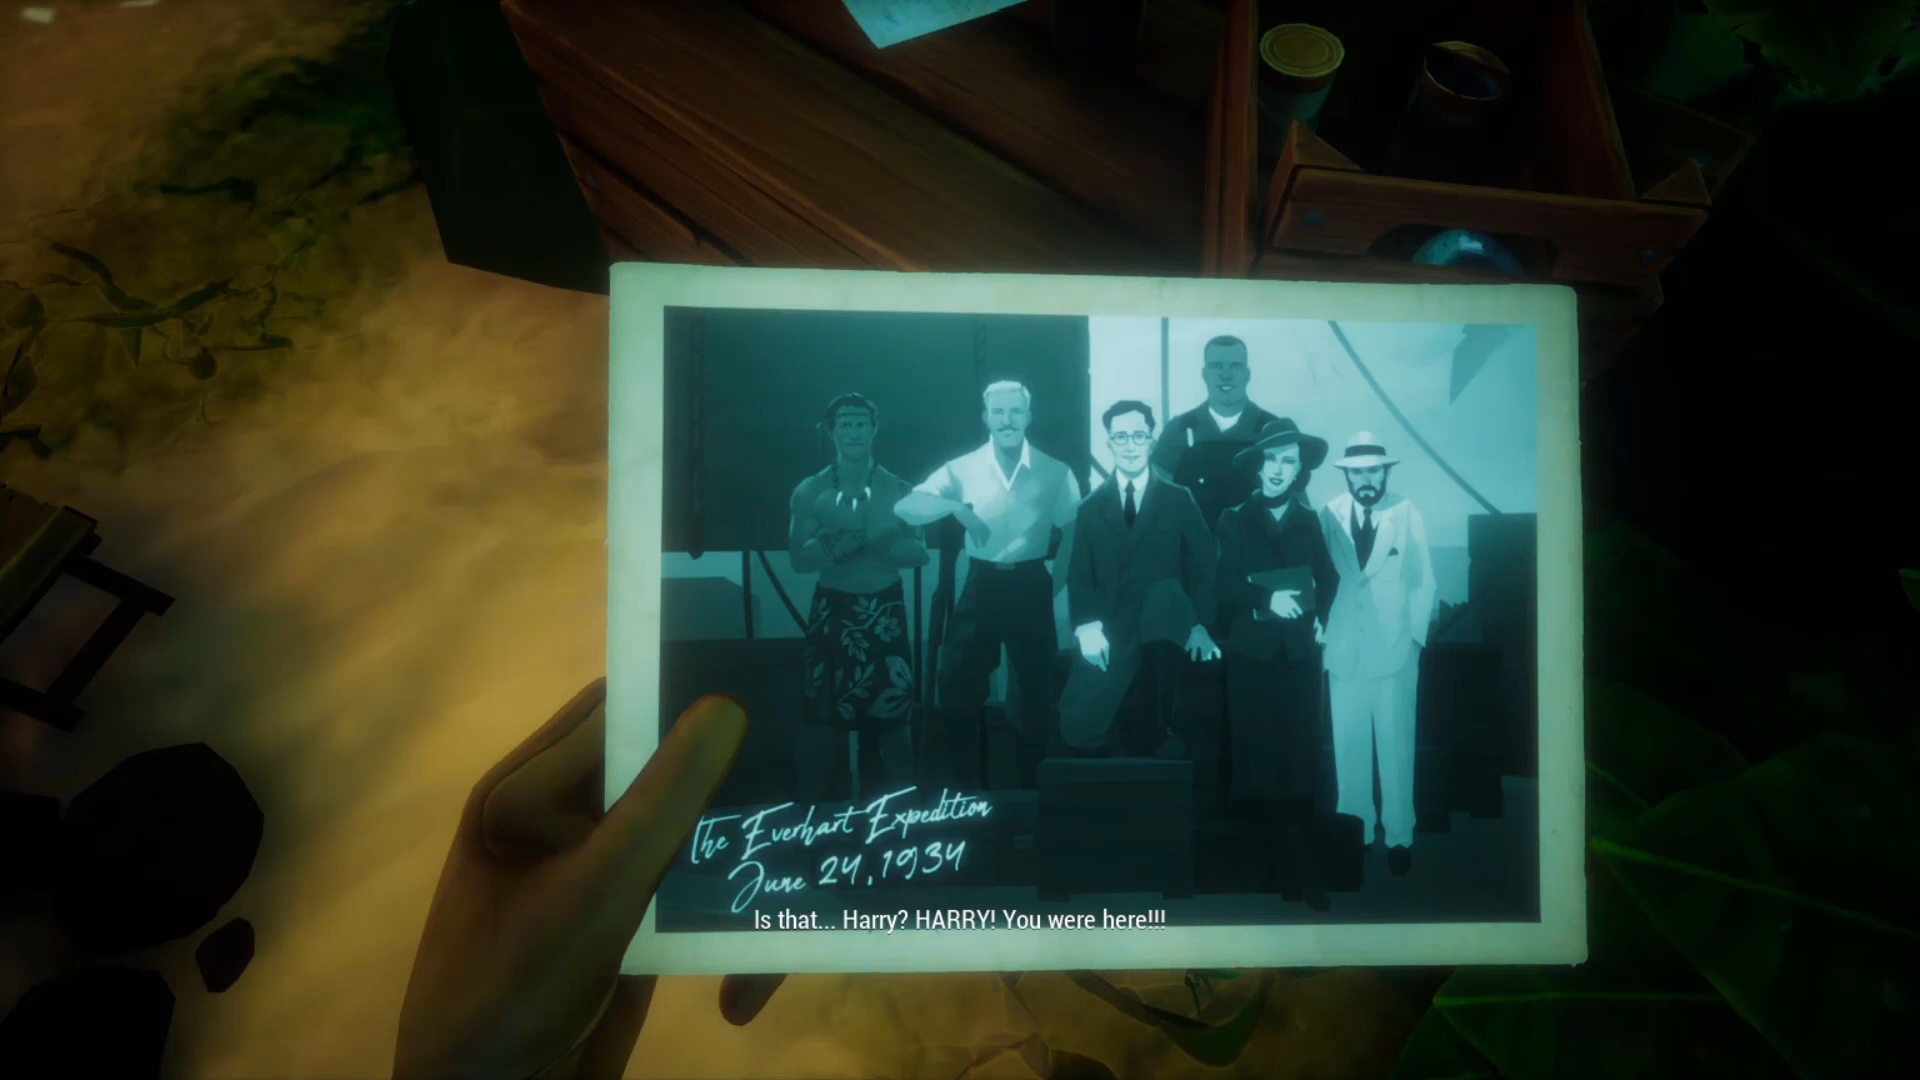 The Everhart Expedition
June 24, 1934
Is that... Harry? HARRY! You were here!!!